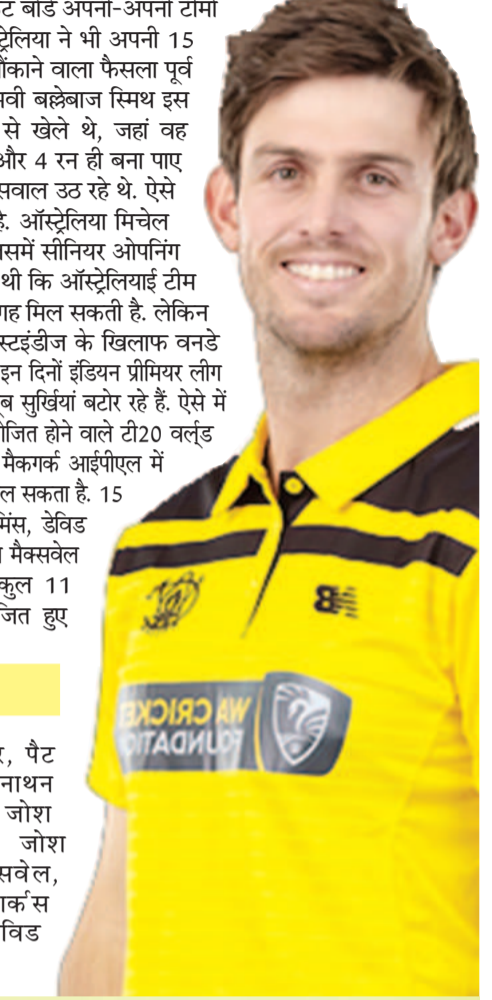 बोर्ड अपनी-अपनी टीमों
ट्रेलिया ने भी अपनी 15
ौंकाने वाला फैसला पूर्व
भवी बल्लेबाज स्मिथ इस
से खेले थे, जहां वह
और 4 रन ही बना पाए
सवाल उठ रहे थे. ऐसे
है. ऑस्ट्रेलिया मिचेल
समें सीनियर ओपनिंग
थी कि ऑस्ट्रेलियाई टीम
गह मिल सकती है. लेकिन
स्टइंडीज के खिलाफ वनडे
इन दिनों इंडियन प्रीमियर लीग
ब सुर्खियां बटोर रहे हैं. ऐसे में
ोजित होने वाले टी20 वर्ल्ड
मैकगर्क आईपीएल में
ल सकता है. 15
मिंस, डेविड
मैक्सवेल
कुल 11
जित हुए
र, पैट
नाथन
जोश
जोश
सवेल,
ार्कस
विड
WA CRICKET
FOUNDATION